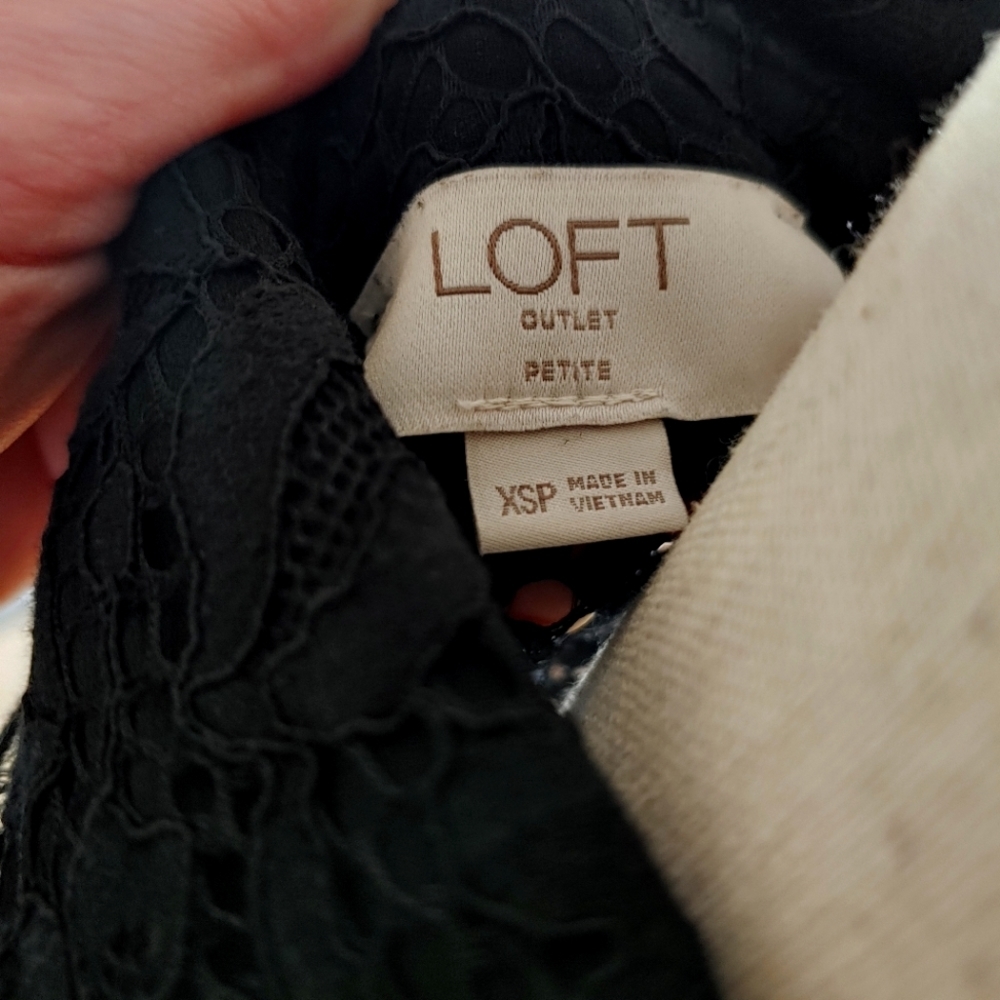 LOFT
OUTLET
PETITE
XSP MADE IN
VIETNAM